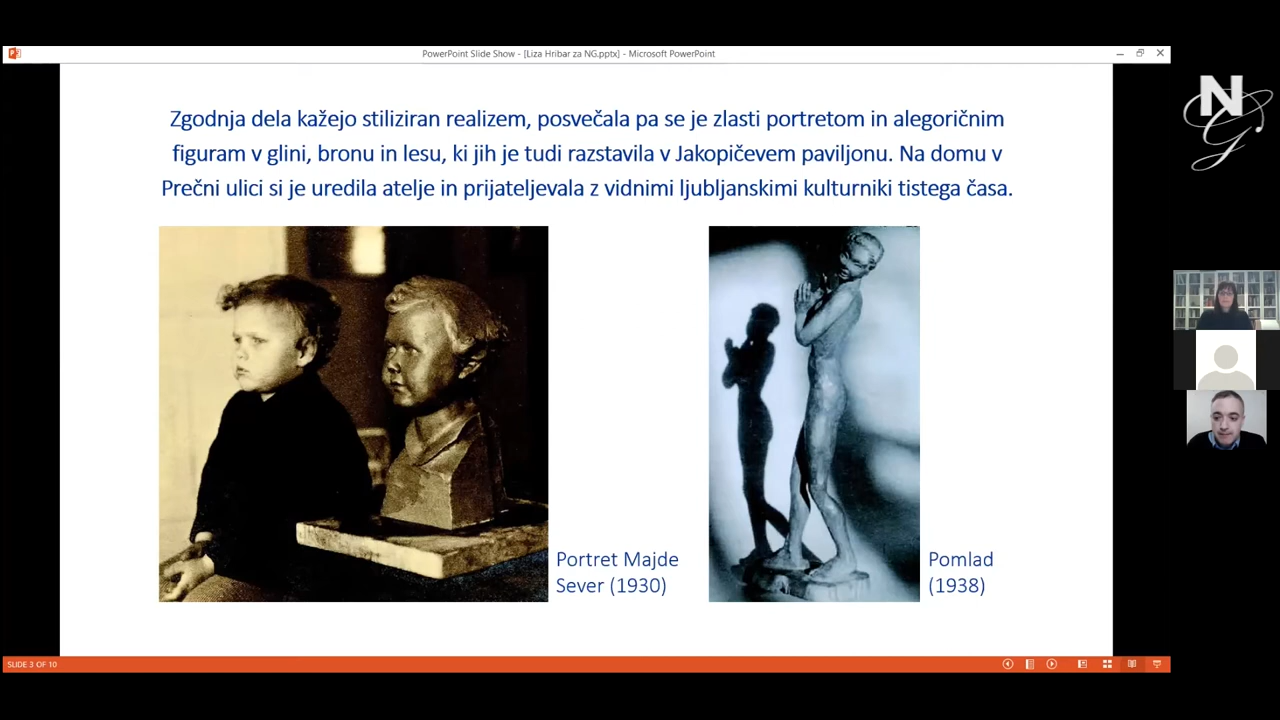 PowerPoint Slide Show - [Liza Hribar za NG.pptx] - Microsoft PowerPoint
Zgodnja dela kažejo stiliziran realizem, posvečala pa se je zlasti portretom in alegoričnim
figuram v glini, bronu in lesu, ki jih je tudi razstavila v Jakopičevem paviljonu. Na domu v
Prečni ulici si je uredila atelje in prijateljevala z vidnimi ljubljanskimi kulturniki tistega časa.
Portret Majde
Sever (1930)
Pomlad
(1938)
SLIDE 3 OF 10
NG